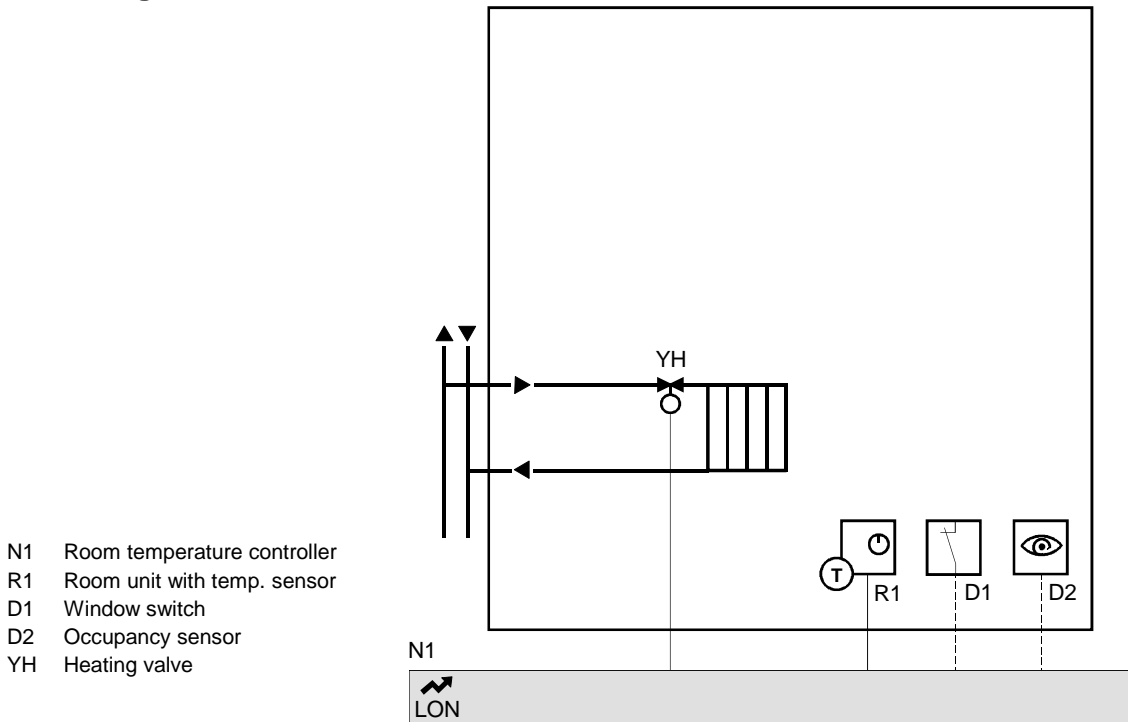 YH
T
R1
D1
D2
N1 Room temperature controller
R1 Room unit with temp. sensor
D1 Window switch
D2 Occupancy sensor
YH Heating valve
N1
LON